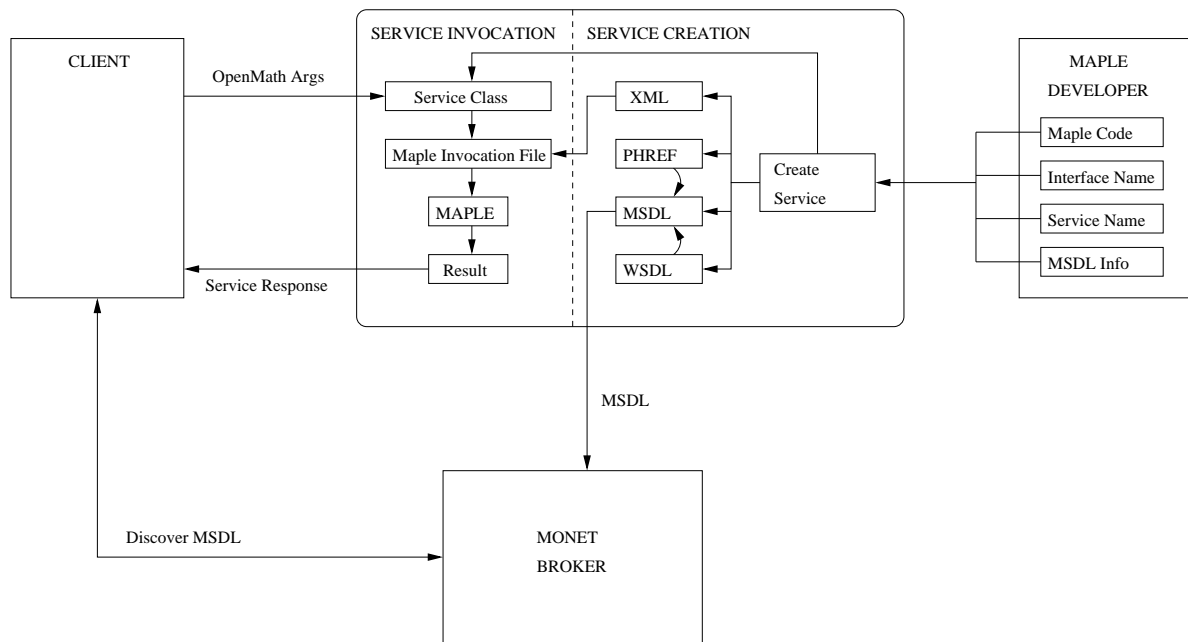 CLIENT
OpenMath Args
Service Response
SERVICE INVOCATION
Service Class
Maple Invocation File
MAPLE
Result
SERVICE CREATION
XML
PHREF
MSDL
WSDL
Create
Service
MAPLE
DEVELOPER
Maple Code
Interface Name
Service Name
MSDL Info
MSDL
Discover MSDL
MONET
BROKER